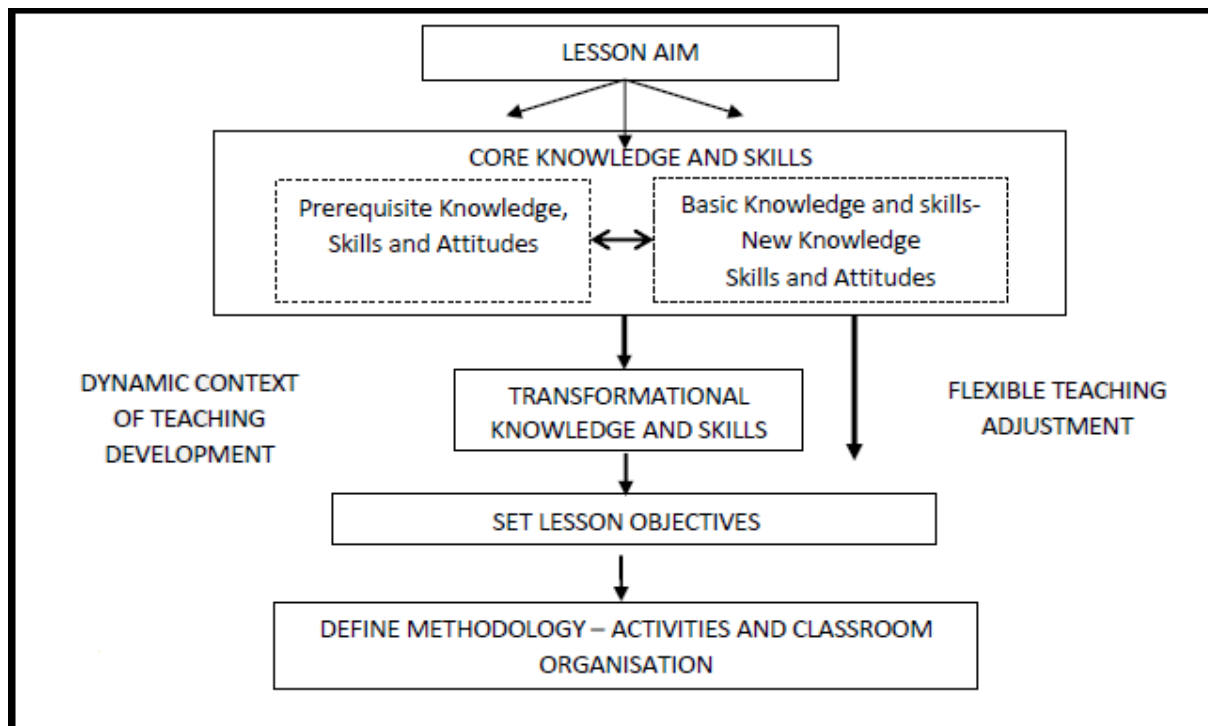 LESSON AIM
CORE KNOWLEDGE AND SKILLS
Prerequisite Knowledge,
Skills and Attitudes
Basic Knowledge and skills-
New Knowledge
Skills and Attitudes
DYNAMIC CONTEXT
OF TEACHING
DEVELOPMENT
TRANSFORMATIONAL
KNOWLEDGE AND SKILLS
FLEXIBLE TEACHING
ADJUSTMENT
SET LESSON OBJECTIVES
DEFINE METHODOLOGY – ACTIVITIES AND CLASSROOM
ORGANISATION